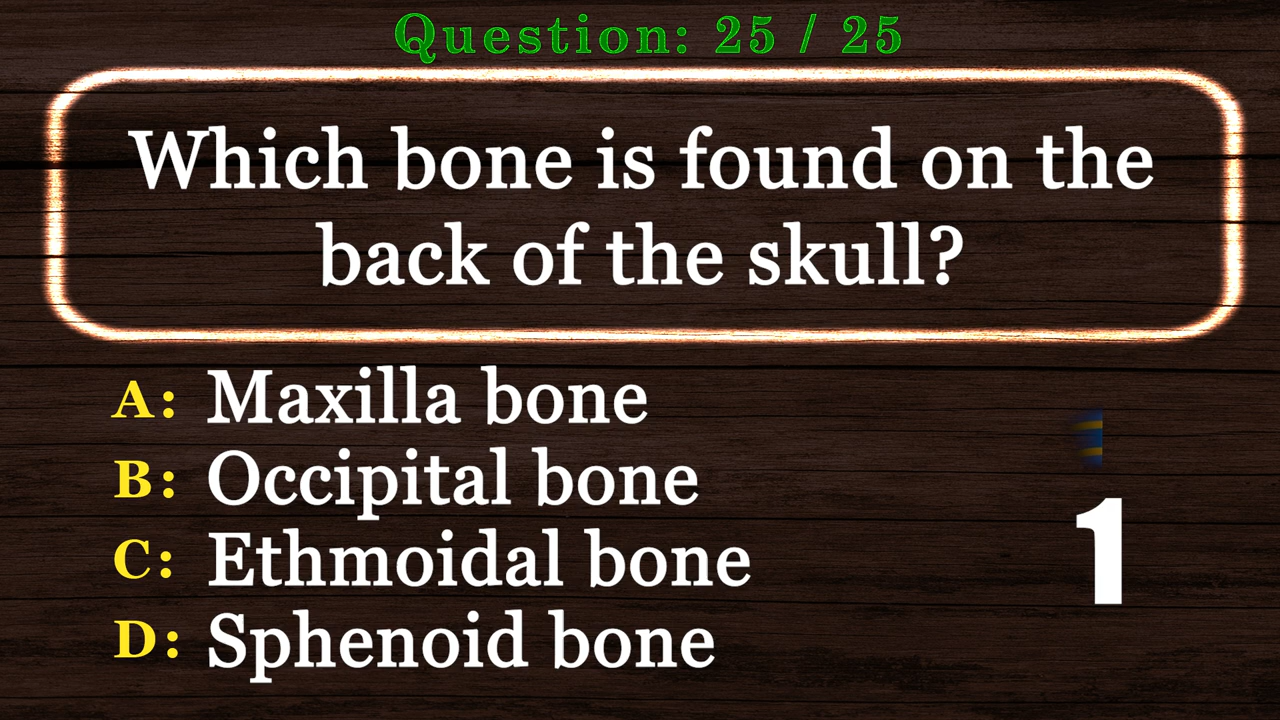 Question: 25 / 25
Which bone is found on the
back of the skull?
A: Maxilla bone
B: Occipital bone
C: Ethmoidal bone
D: Sphenoid bone
1